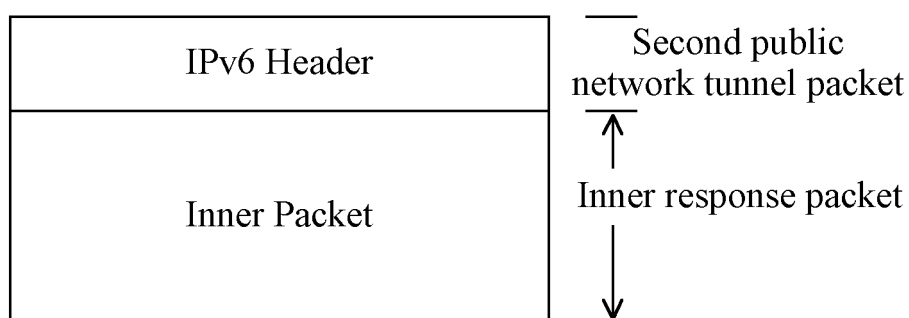 IPv6 Header
Second public
network tunnel packet
Inner Packet
Inner response packet